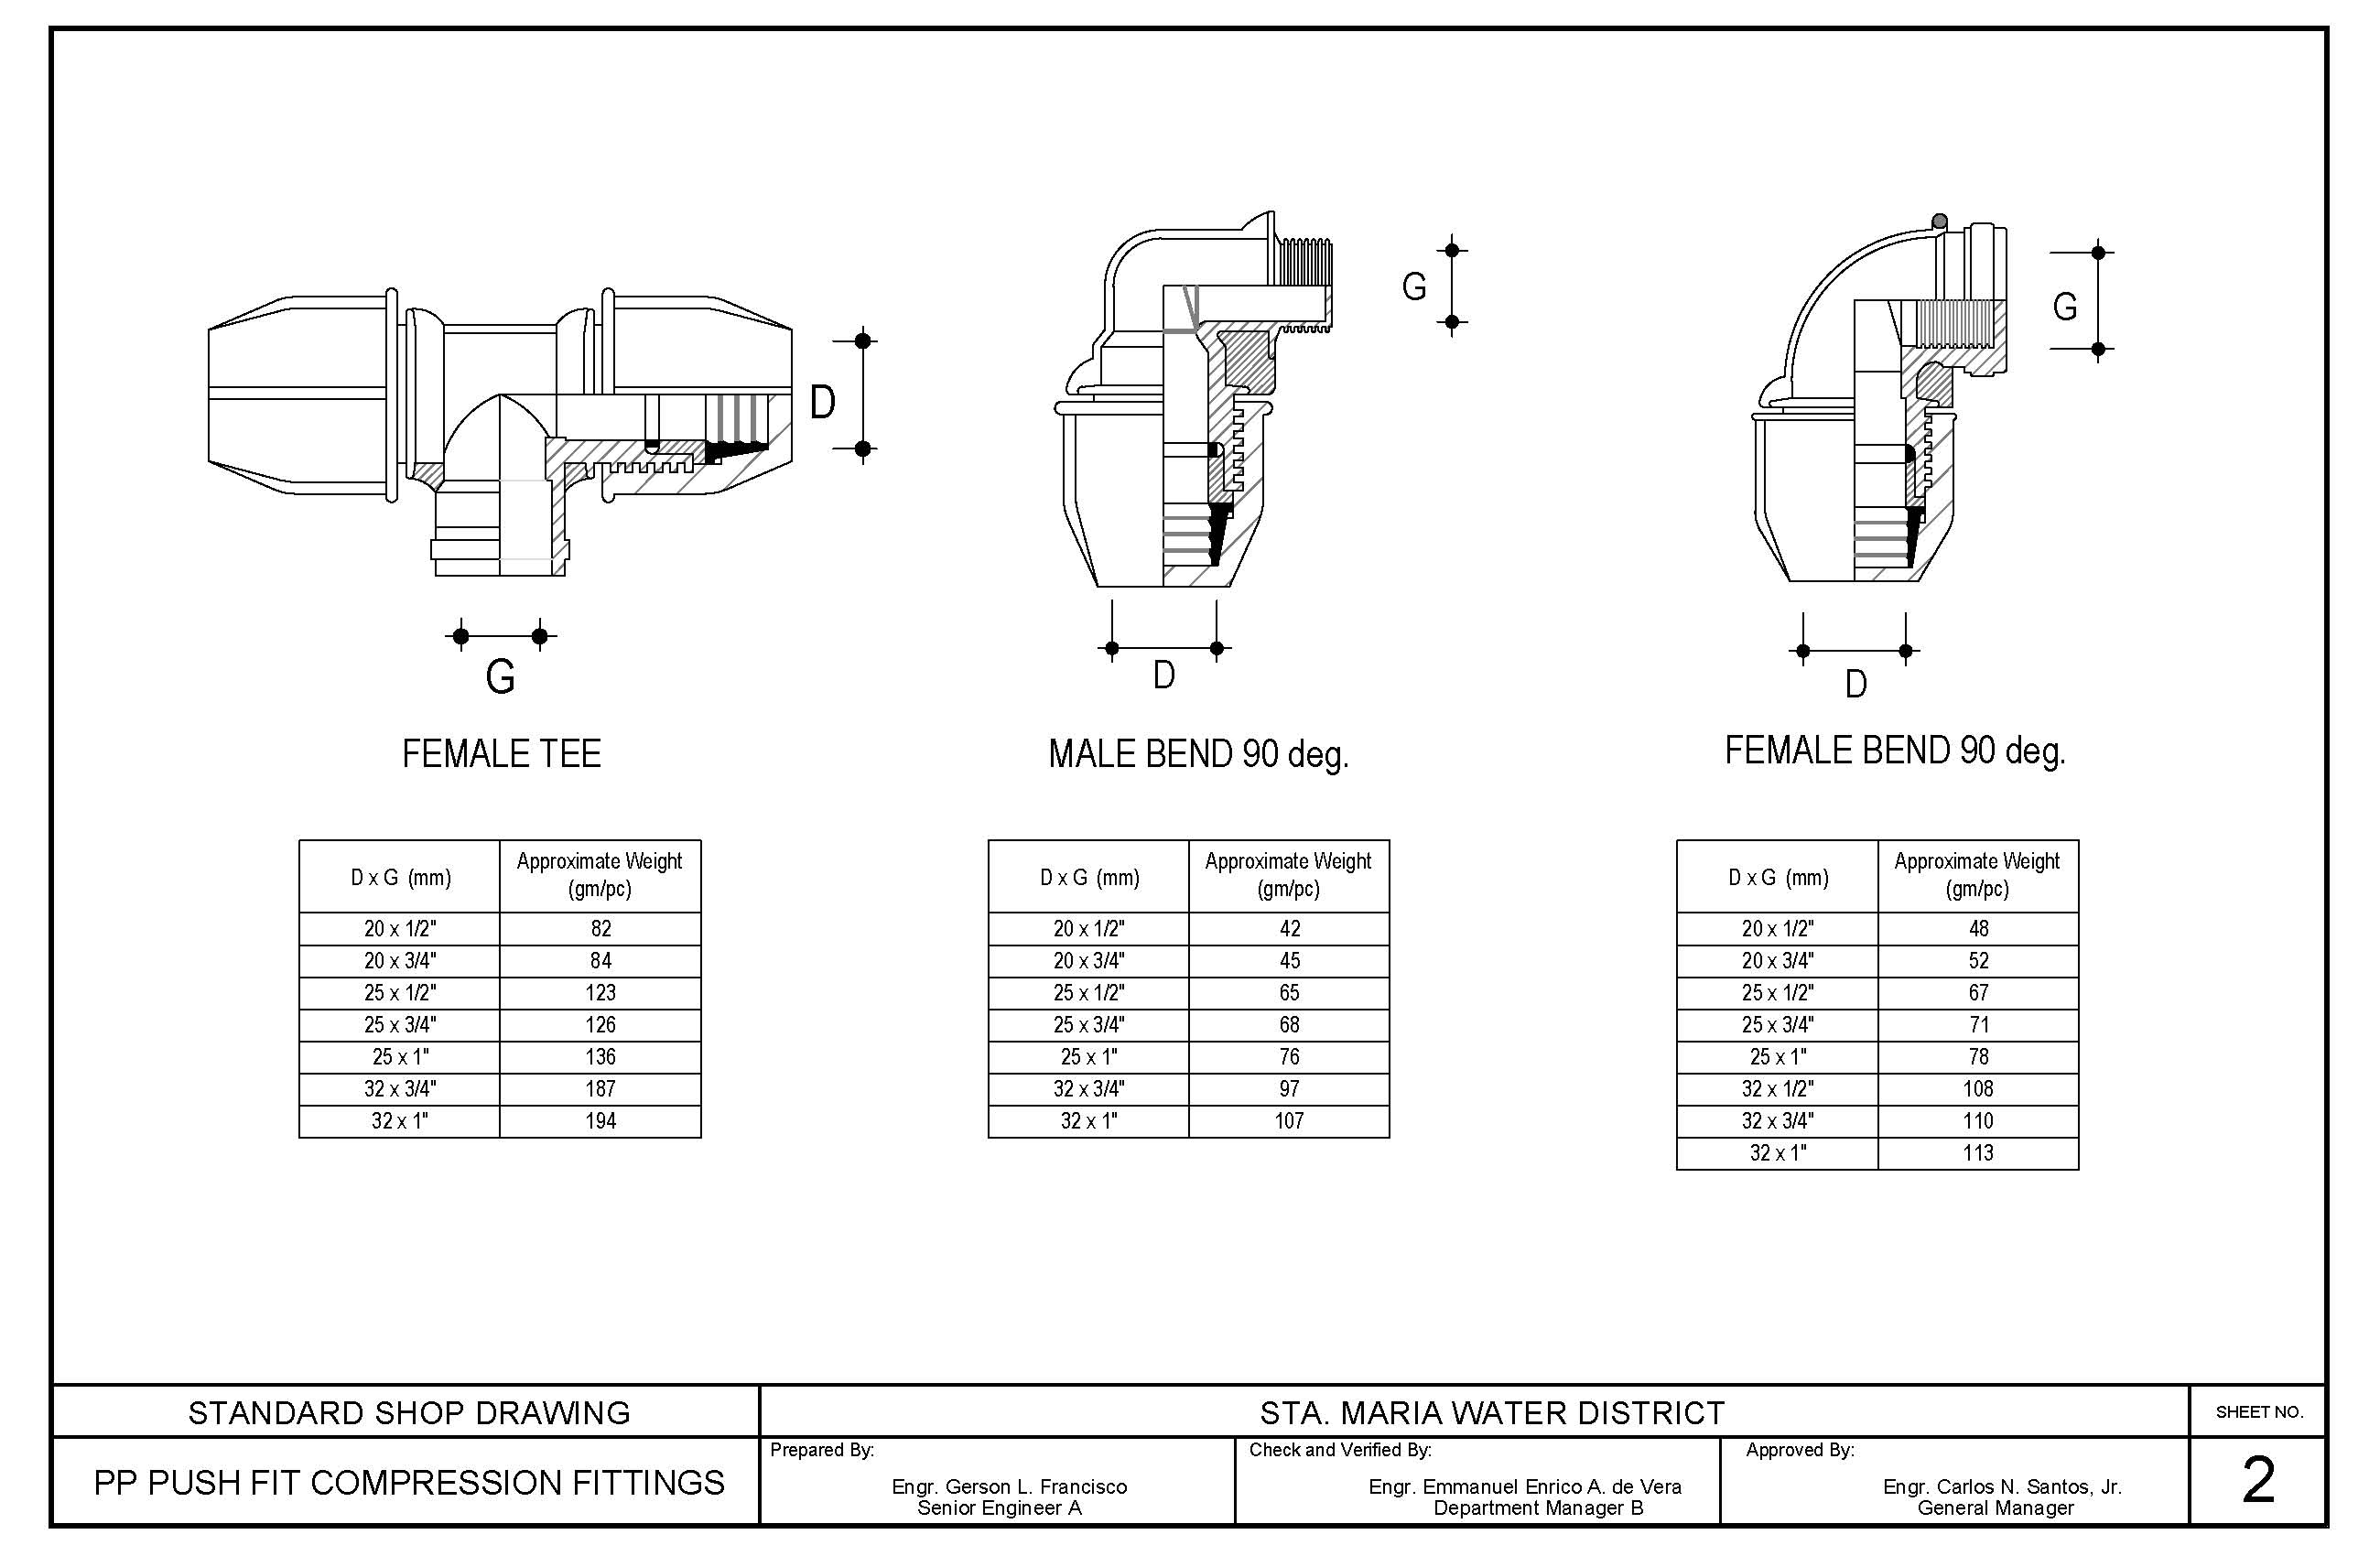 G
G
D
G
D
D
FEMALE TEE
MALE BEND 90 deg.
FEMALE BEND 90 deg.
D x G (mm) Approximate Weight (gm/pc)
20 x 1/2" 82
20 x 3/4" 84
25 x 1/2" 123
25 x 3/4" 126
25 x 1" 136
32 x 3/4" 187
32 x 1" 194
D x G (mm) Approximate Weight (gm/pc)
20 x 1/2" 42
20 x 3/4" 45
25 x 1/2" 65
25 x 3/4" 68
25 x 1" 76
32 x 3/4" 97
32 x 1" 107
D x G (mm) Approximate Weight (gm/pc)
20 x 1/2" 48
20 x 3/4" 52
25 x 1/2" 67
25 x 3/4" 71
25 x 1" 78
32 x 1/2" 108
32 x 3/4" 110
32 x 1" 113
STANDARD SHOP DRAWING
PP PUSH FIT COMPRESSION FITTINGS
STA. MARIA WATER DISTRICT
Prepared By:
Engr. Gerson L. Francisco
Senior Engineer A
Check and Verified By:
Engr. Emmanuel Enrico A. de Vera
Department Manager B
Approved By:
Engr. Carlos N. Santos, Jr.
General Manager
SHEET NO.
2